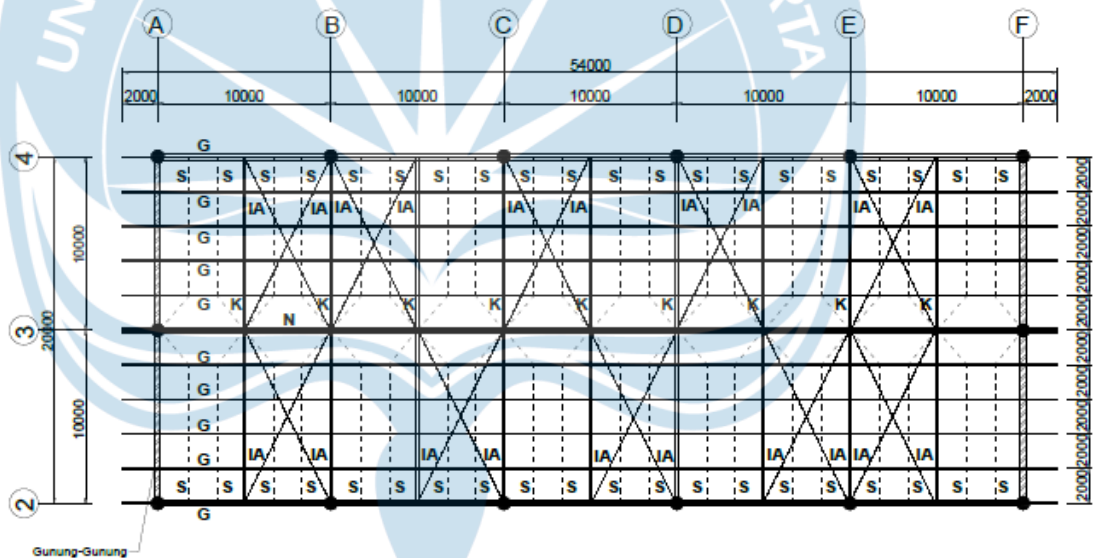 UN
RTA
A B C D E F
54000
2000 10000 10000 10000 10000 10000 2000
G
4
S S S S S S S S S S S S S S S S S S S S
2000
G IA IA IA IA IA IA IA IA IA IA
2000
G
10000
2000
G
2000
G K K K K K K K K K
N
2000
3
20000
G
2000
G
2000
G
10000
2000
G IA IA IA IA IA IA IA IA IA IA
2000
S S S S S S S S S S S S S S S S S S S S
2000
2
G
Gunung-Gunung